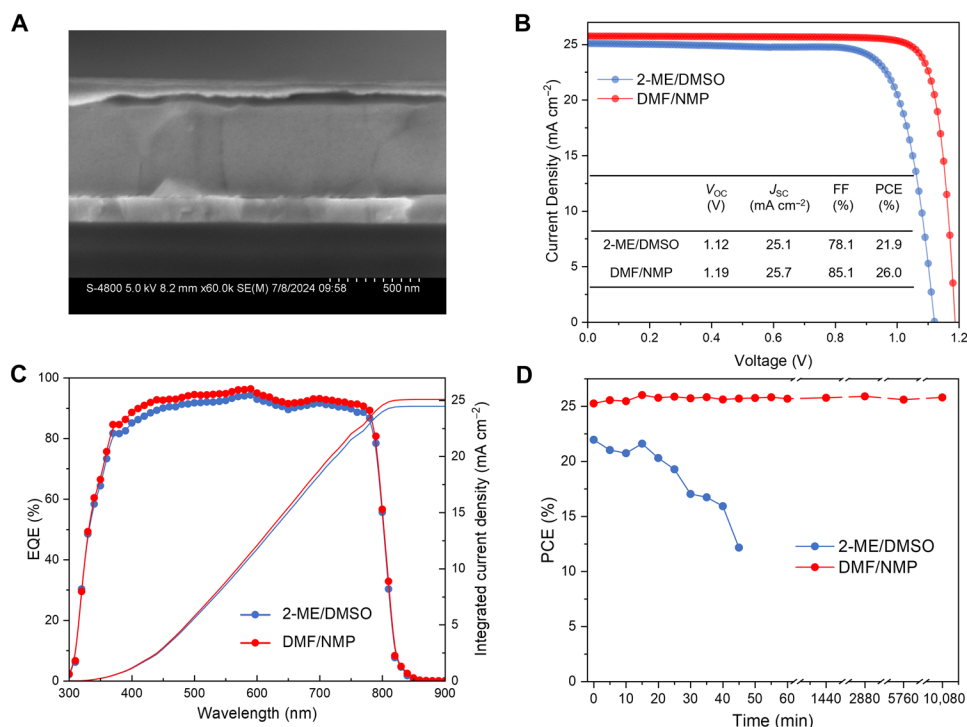 A
S-4800 5.0 kV 8.2 mm x60.0k SE(M) 7/8/2024 09:58
500 nm
B
Current Density (mA cm⁻²)
25
20
15
10
5
0
2-ME/DMSO
DMF/NMP
V_OC J_SC FF PCE
(V) (mA cm⁻²) (%) (%)
2-ME/DMSO 1.12 25.1 78.1 21.9
DMF/NMP 1.19 25.7 85.1 26.0
0.0 0.2 0.4 0.6 0.8 1.0 1.2
Voltage (V)
C
EQE (%)
100
80
60
40
20
0
2-ME/DMSO
DMF/NMP
25
20
15
10
5
0
Integrated current density (mA cm⁻²)
300 400 500 600 700 800 900
Wavelength (nm)
D
PCE (%)
25
20
15
10
5
0
2-ME/DMSO
DMF/NMP
0 10 20 30 40 50 60 1440 2880 5760 10,080
Time (min)